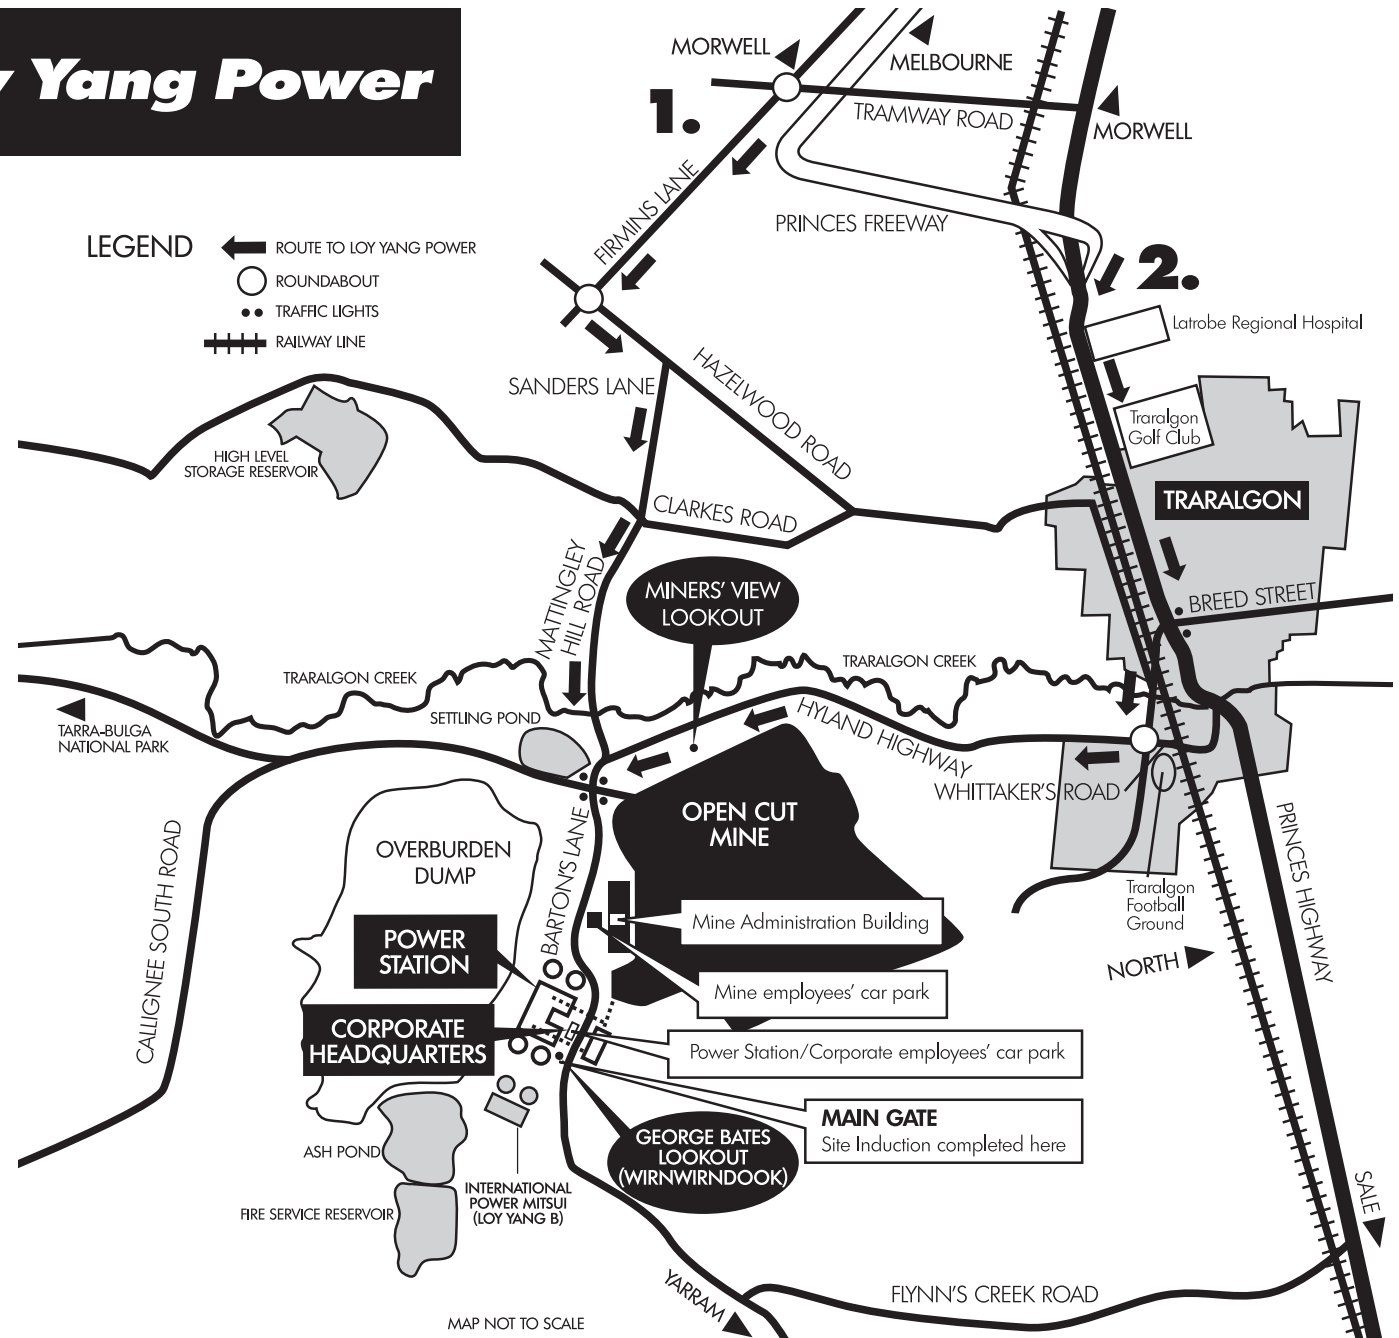 Yang Power
MORWELL
MELBOURNE
1.
TRAMWAY ROAD
MORWELL
FIRMINS LANE
PRINCES FREEWAY
LEGEND
ROUTE TO LOY YANG POWER
ROUNDABOUT
TRAFFIC LIGHTS
RAILWAY LINE
2.
Latrobe Regional Hospital
SANDERS LANE
HAZELWOOD ROAD
Traralgon
Golf Club
HIGH LEVEL
STORAGE RESERVOIR
CLARKES ROAD
TRARALGON
MATTINGLEY
HILL ROAD
MINERS' VIEW
LOOKOUT
BREED STREET
TRARALGON CREEK
TRARALGON CREEK
SETTLING POND
TARRA-BULGA
NATIONAL PARK
HYLAND HIGHWAY
WHITTAKER'S ROAD
OPEN CUT
MINE
PRINCES HIGHWAY
CALLIGNEE SOUTH ROAD
OVERBURDEN
DUMP
BARTON'S LANE
Traralgon
Football
Ground
Mine Administration Building
POWER
STATION
NORTH
Mine employees' car park
CORPORATE
HEADQUARTERS
Power Station/Corporate employees' car park
MAIN GATE
Site Induction completed here
GEORGE BATES
LOOKOUT
(WIRNWIRNDOOK)
ASH POND
INTERNATIONAL
POWER MITSUI
(LOY YANG B)
FIRE SERVICE RESERVOIR
SALE
YARRAM
FLYNN'S CREEK ROAD
MAP NOT TO SCALE